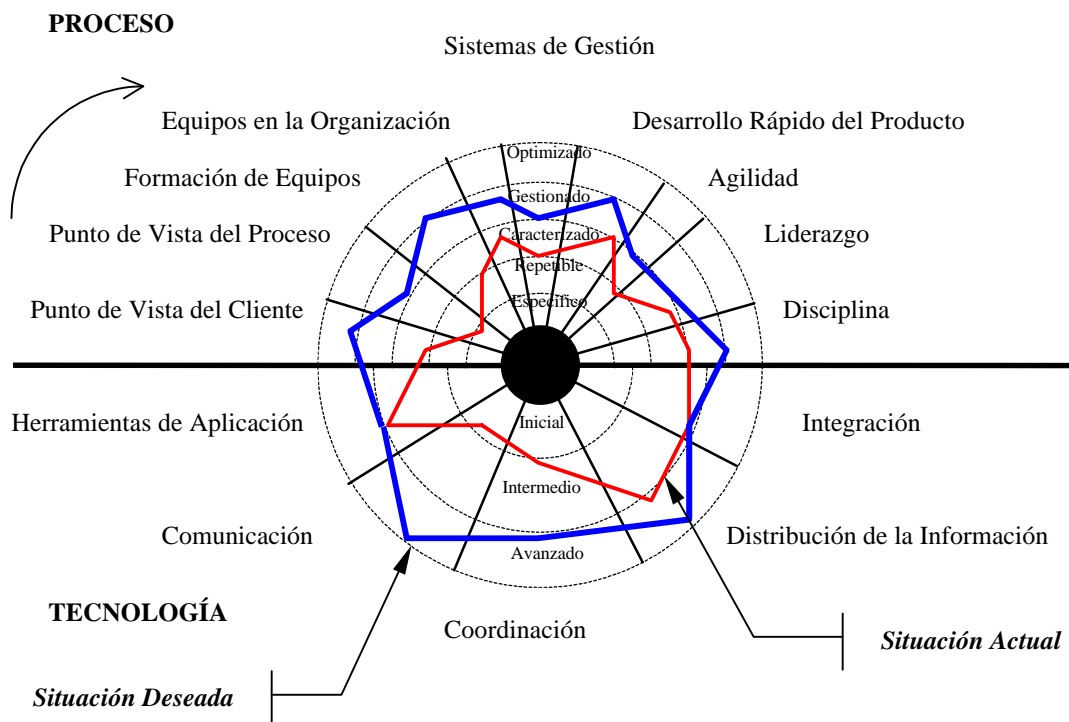 PROCESO
Sistemas de Gestión
Equipos en la Organización
Desarrollo Rápido del Producto
Optimizado
Formación de Equipos
Agilidad
Gestionado
Punto de Vista del Proceso
Caracterizado
Liderazgo
Repetible
Punto de Vista del Cliente
Específico
Disciplina
Herramientas de Aplicación
Inicial
Integración
Intermedio
Comunicación
Distribución de la Información
Avanzado
TECNOLOGÍA
Coordinación
Situación Actual
Situación Deseada